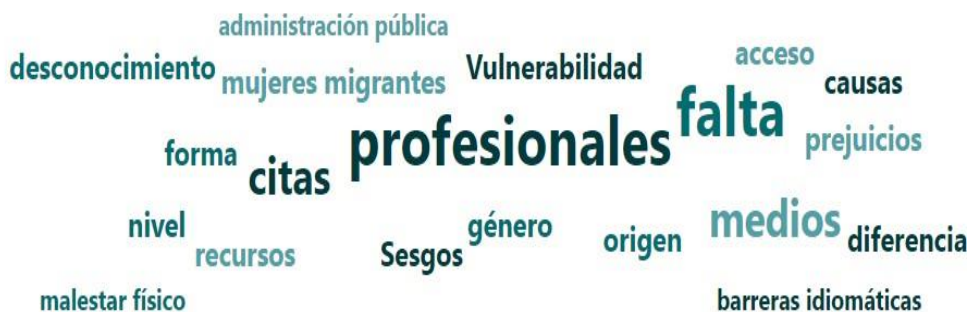 administración pública
desconocimiento mujeres migrantes Vulnerabilidad acceso causas
forma citas profesionales falta prejuicios
nivel recursos Sesgos género origen medios diferencia
malestar físico barreras idiomáticas